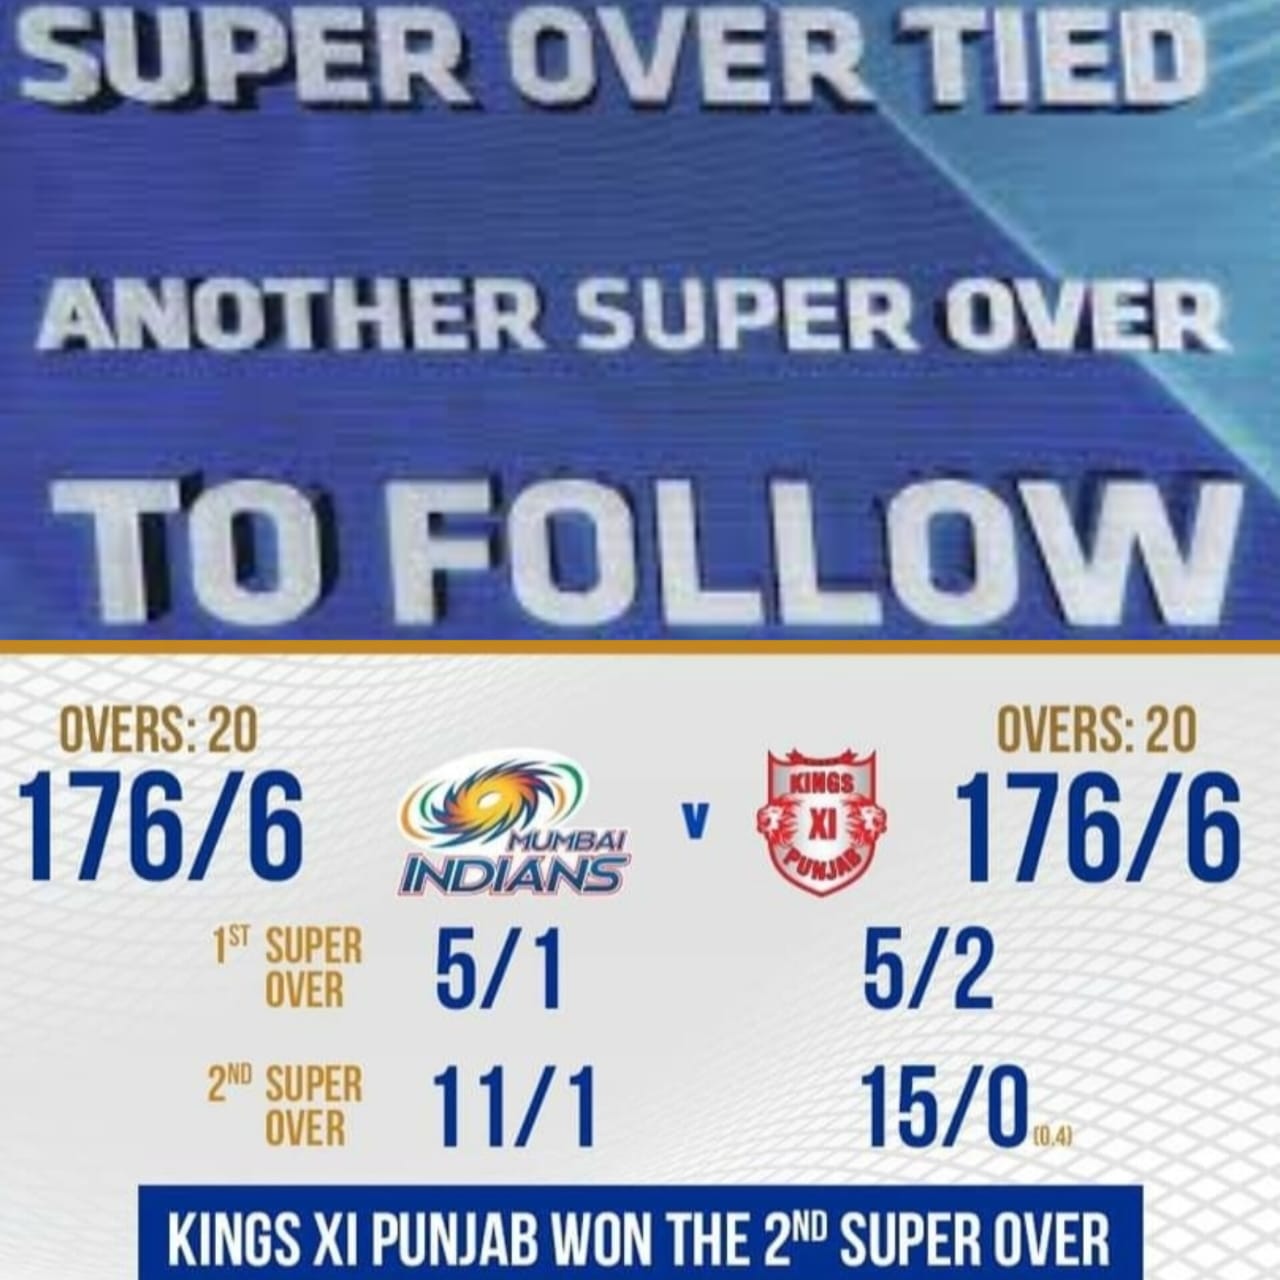 SUPER OVER TIED
ANOTHER SUPER OVER
TO FOLLOW
OVERS: 20
176/6
MUMBAI
INDIANS
V
KINGS
XI
PUNJAB
OVERS: 20
176/6
1ST SUPER OVER 5/1 5/2
2ND SUPER OVER 11/1 15/0 (0.4)
KINGS XI PUNJAB WON THE 2ND SUPER OVER